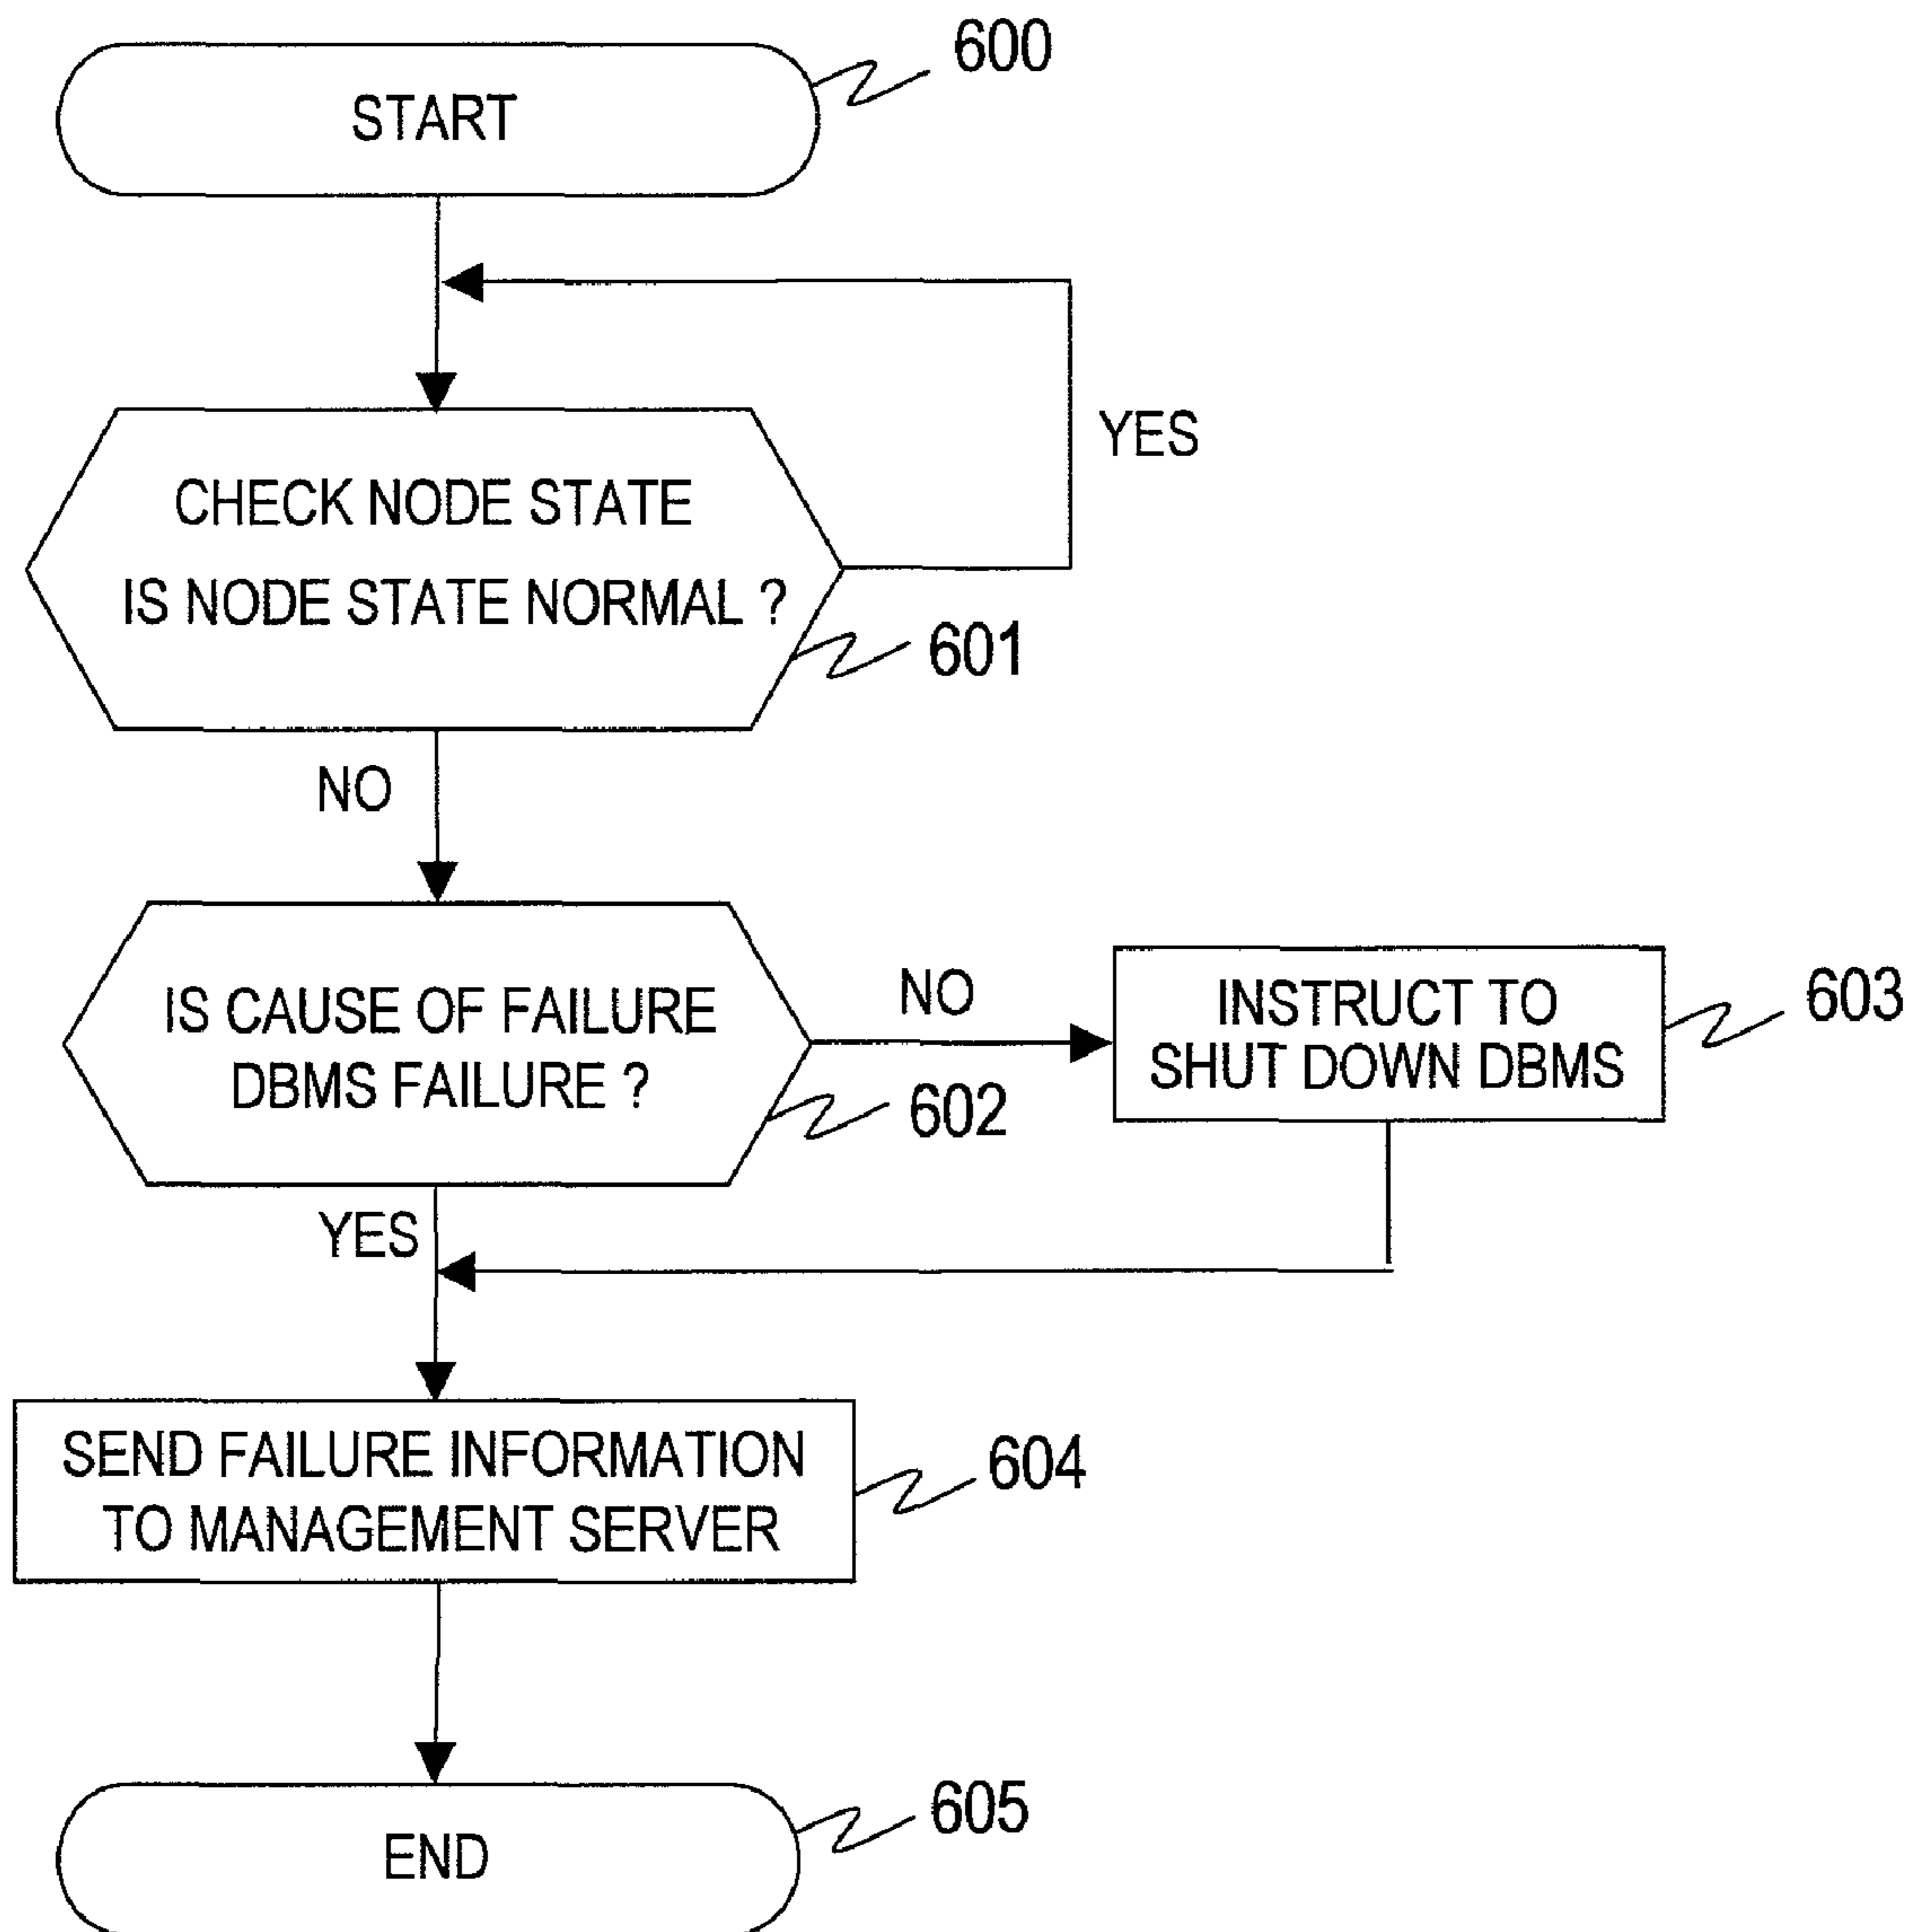 600
START
YES
CHECK NODE STATE
IS NODE STATE NORMAL ?
601
NO
IS CAUSE OF FAILURE
DBMS FAILURE ?
602
NO
INSTRUCT TO
SHUT DOWN DBMS
603
YES
SEND FAILURE INFORMATION
TO MANAGEMENT SERVER
604
END
605